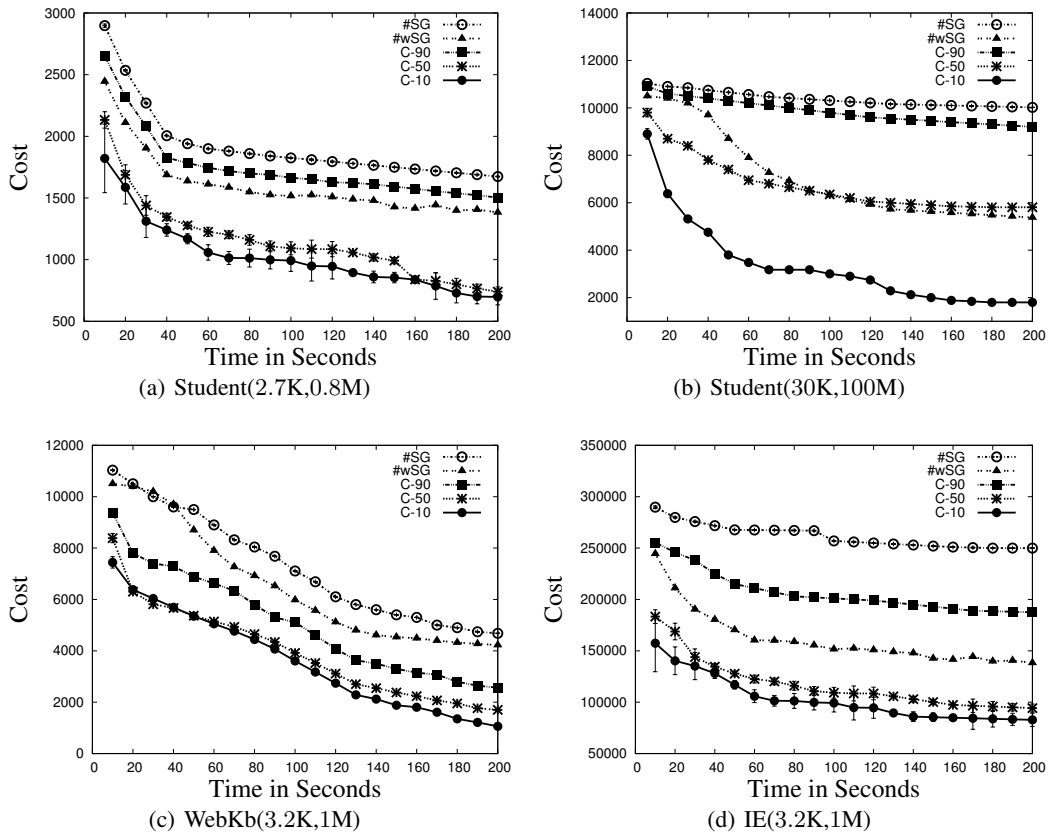 3000
2500
2000
1500
1000
500
Cost
#SG
#wSG
C-90
C-50
C-10
0 20 40 60 80 100 120 140 160 180 200
Time in Seconds
(a) Student(2.7K,0.8M)
14000
12000
10000
8000
6000
4000
2000
Cost
#SG
#wSG
C-90
C-50
C-10
0 20 40 60 80 100 120 140 160 180 200
Time in Seconds
(b) Student(30K,100M)
12000
10000
8000
6000
4000
2000
0
Cost
#SG
#wSG
C-90
C-50
C-10
0 20 40 60 80 100 120 140 160 180 200
Time in Seconds
(c) WebKb(3.2K,1M)
350000
300000
250000
200000
150000
100000
50000
Cost
#SG
#wSG
C-90
C-50
C-10
0 20 40 60 80 100 120 140 160 180 200
Time in Seconds
(d) IE(3.2K,1M)